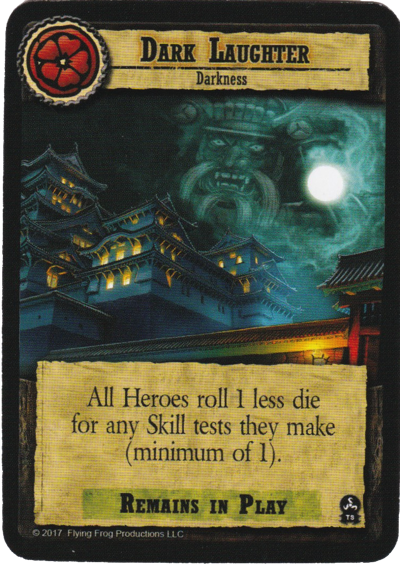 Dark Laughter
Darkness
All Heroes roll 1 less die
for any Skill tests they make
(minimum of 1).
Remains in Play
TS
© 2017 Flying Frog Productions LLC